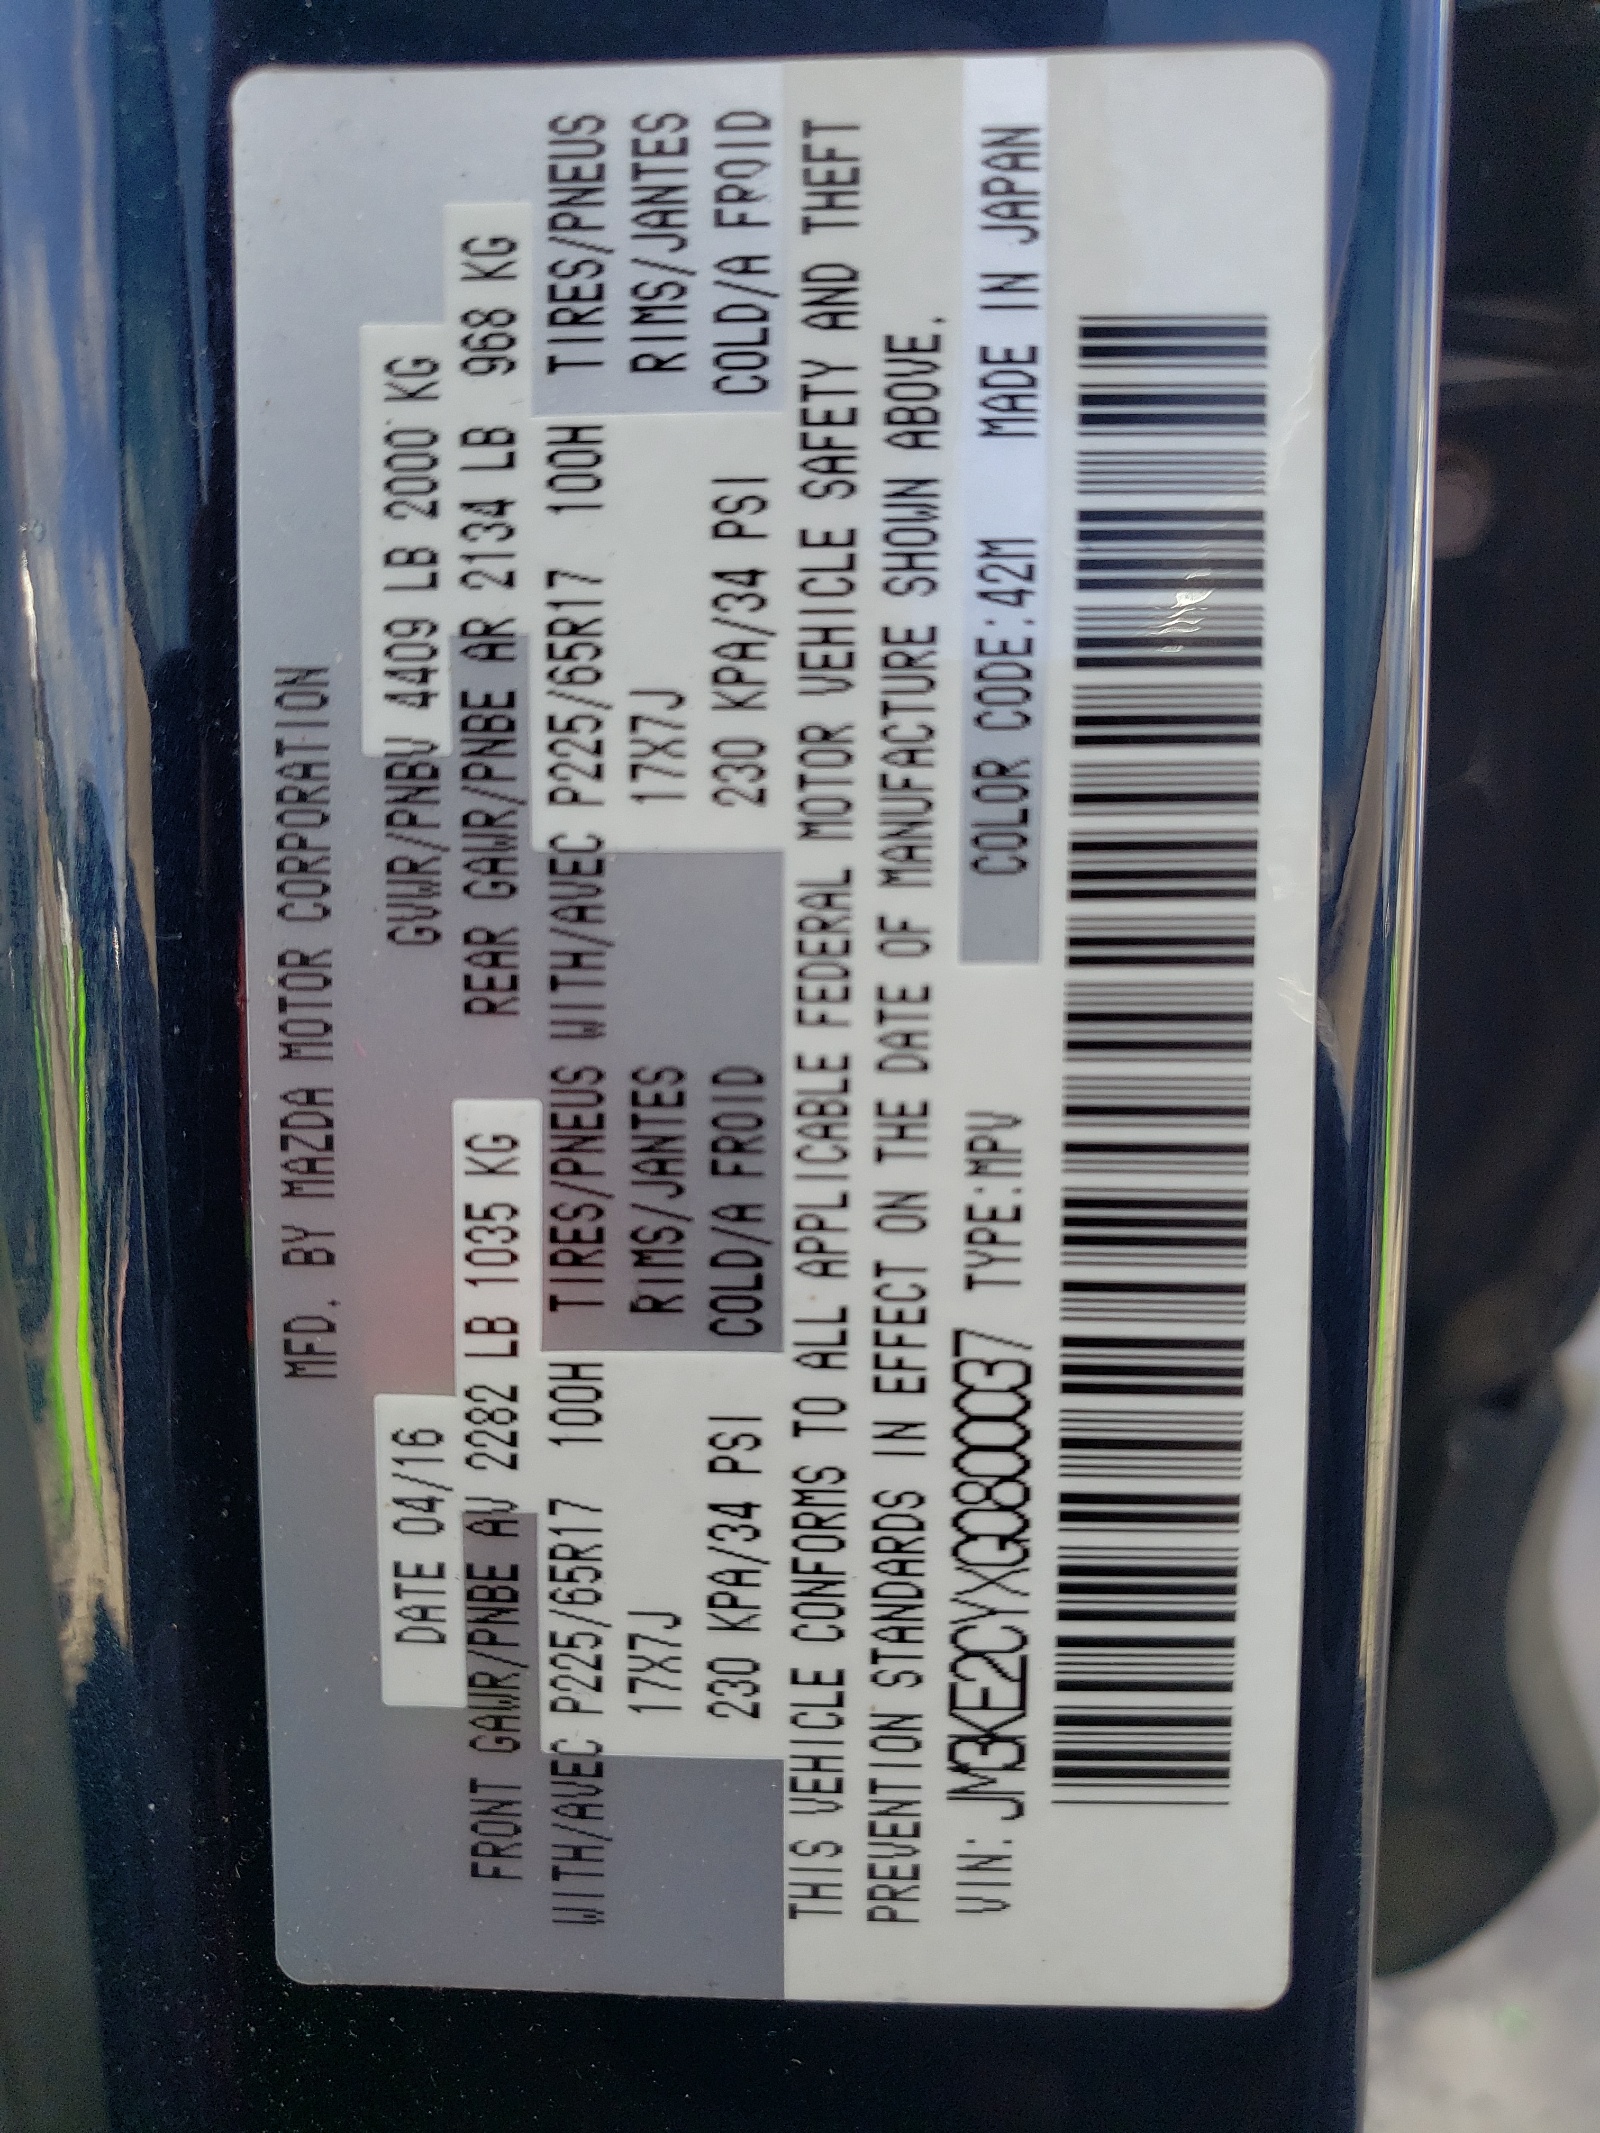 MFD. BY MAZDA MOTOR CORPORATION
DATE 04/16 GVWR/PNBV 4409 LB 2000 KG
FRONT GAWR/PNBE AV 2282 LB 1035 KG REAR GAWR/PNBE AR 2134 LB 968 KG
WITH/AVEC P225/65R17 100H TIRES/PNEUS WITH/AVEC P225/65R17 100H TIRES/PNEUS
17X7J RIMS/JANTES 17X7J RIMS/JANTES
230 KPA/34 PSI COLD/A FROID 230 KPA/34 PSI COLD/A FROID
THIS VEHICLE CONFORMS TO ALL APPLICABLE FEDERAL MOTOR VEHICLE SAFETY AND THEFT
PREVENTION STANDARDS IN EFFECT ON THE DATE OF MANUFACTURE SHOWN ABOVE.
VIN: JM3KE2CYXG0800037 TYPE:MPV COLOR CODE:42M MADE IN JAPAN